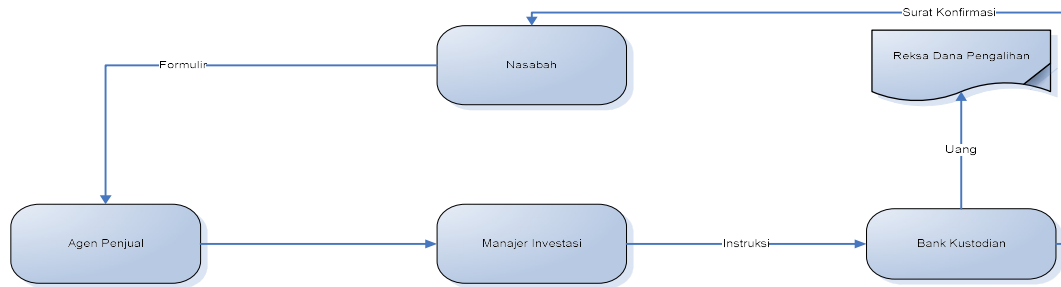 Surat Konfirmasi
Nasabah
Reksa Dana Pengalihan
Formulir
Uang
Agen Penjual
Manajer Investasi
Instruksi
Bank Kustodian